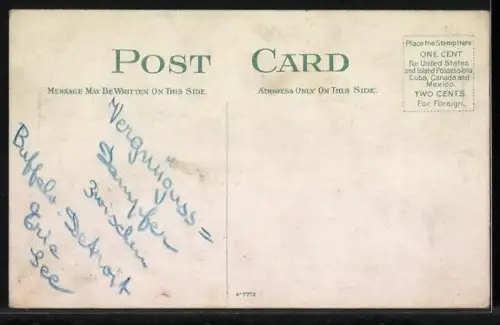 POST CARD
MESSAGE MAY BE WRITTEN ON THIS SIDE.
ADDRESS ONLY ON THIS SIDE.
Place the Stamp Here
ONE CENT
For United States
and Island Possessions
Cuba, Canada and
Mexico.
TWO CENTS
For Foreign.
Vergnügungs=
Dampfer
zwischen
Buffalo - Detroit
Erie
See